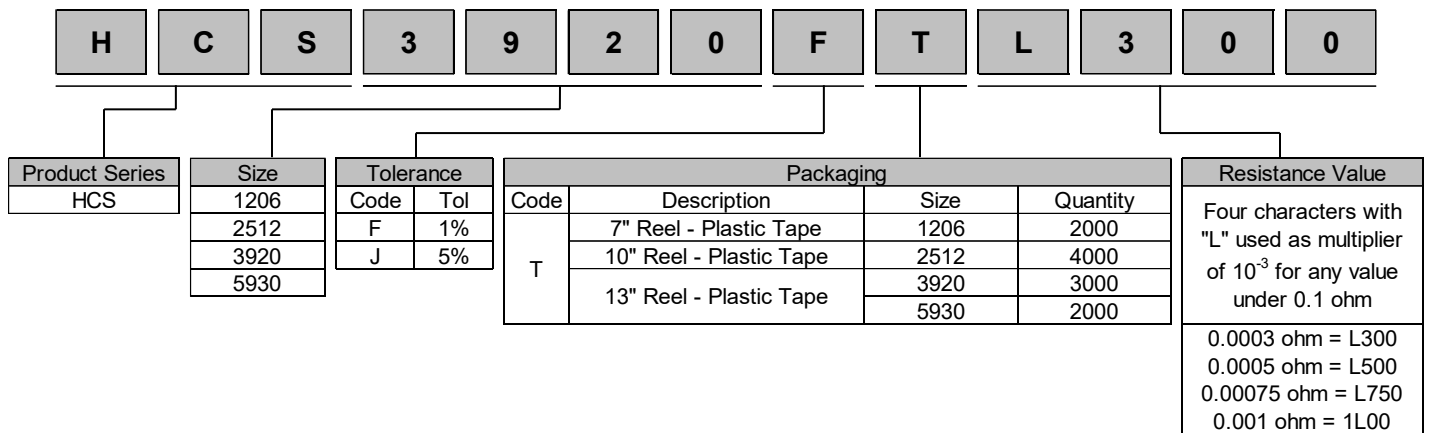 H C S 3 9 2 0 F T L 3 0 0
Product Series
HCS
Size
1206
2512
3920
5930
Tolerance
Code Tol
F 1%
J 5%
Packaging
Code Description Size Quantity
T
7" Reel - Plastic Tape 1206 2000
10" Reel - Plastic Tape 2512 4000
13" Reel - Plastic Tape 3920 3000
5930 2000
Resistance Value
Four characters with
"L" used as multiplier
of 10⁻³ for any value
under 0.1 ohm
0.0003 ohm = L300
0.0005 ohm = L500
0.00075 ohm = L750
0.001 ohm = 1L00